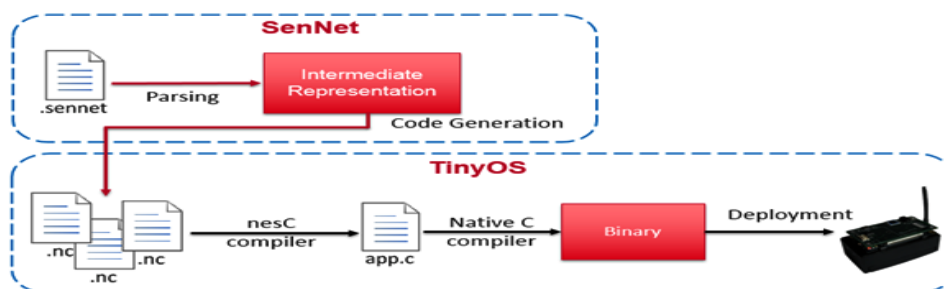 SenNet
Intermediate
Representation
Parsing
.sennet
Code Generation
TinyOS
.nc
.nc
.nc
nesC
compiler
app.c
Native C
compiler
Binary
Deployment